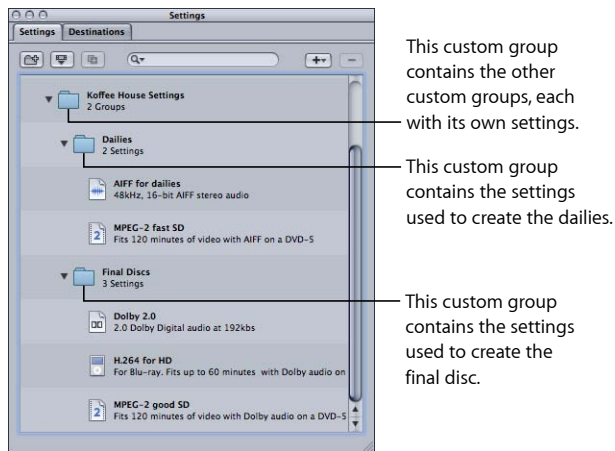 Settings
Settings
Destinations
Koffee House Settings
2 Groups
Dailies
2 Settings
AIFF for dailies
48kHz, 16-bit AIFF stereo audio
MPEG-2 fast SD
Fits 120 minutes of video with AIFF on a DVD-5
Final Discs
3 Settings
Dolby 2.0
2.0 Dolby Digital audio at 192kbs
H.264 for HD
For Blu-ray. Fits up to 60 minutes with Dolby audio on
MPEG-2 good SD
Fits 120 minutes of video with Dolby audio on a DVD-5
This custom group
contains the other
custom groups, each
with its own settings.
This custom group
contains the settings
used to create the dailies.
This custom group
contains the settings
used to create the
final disc.